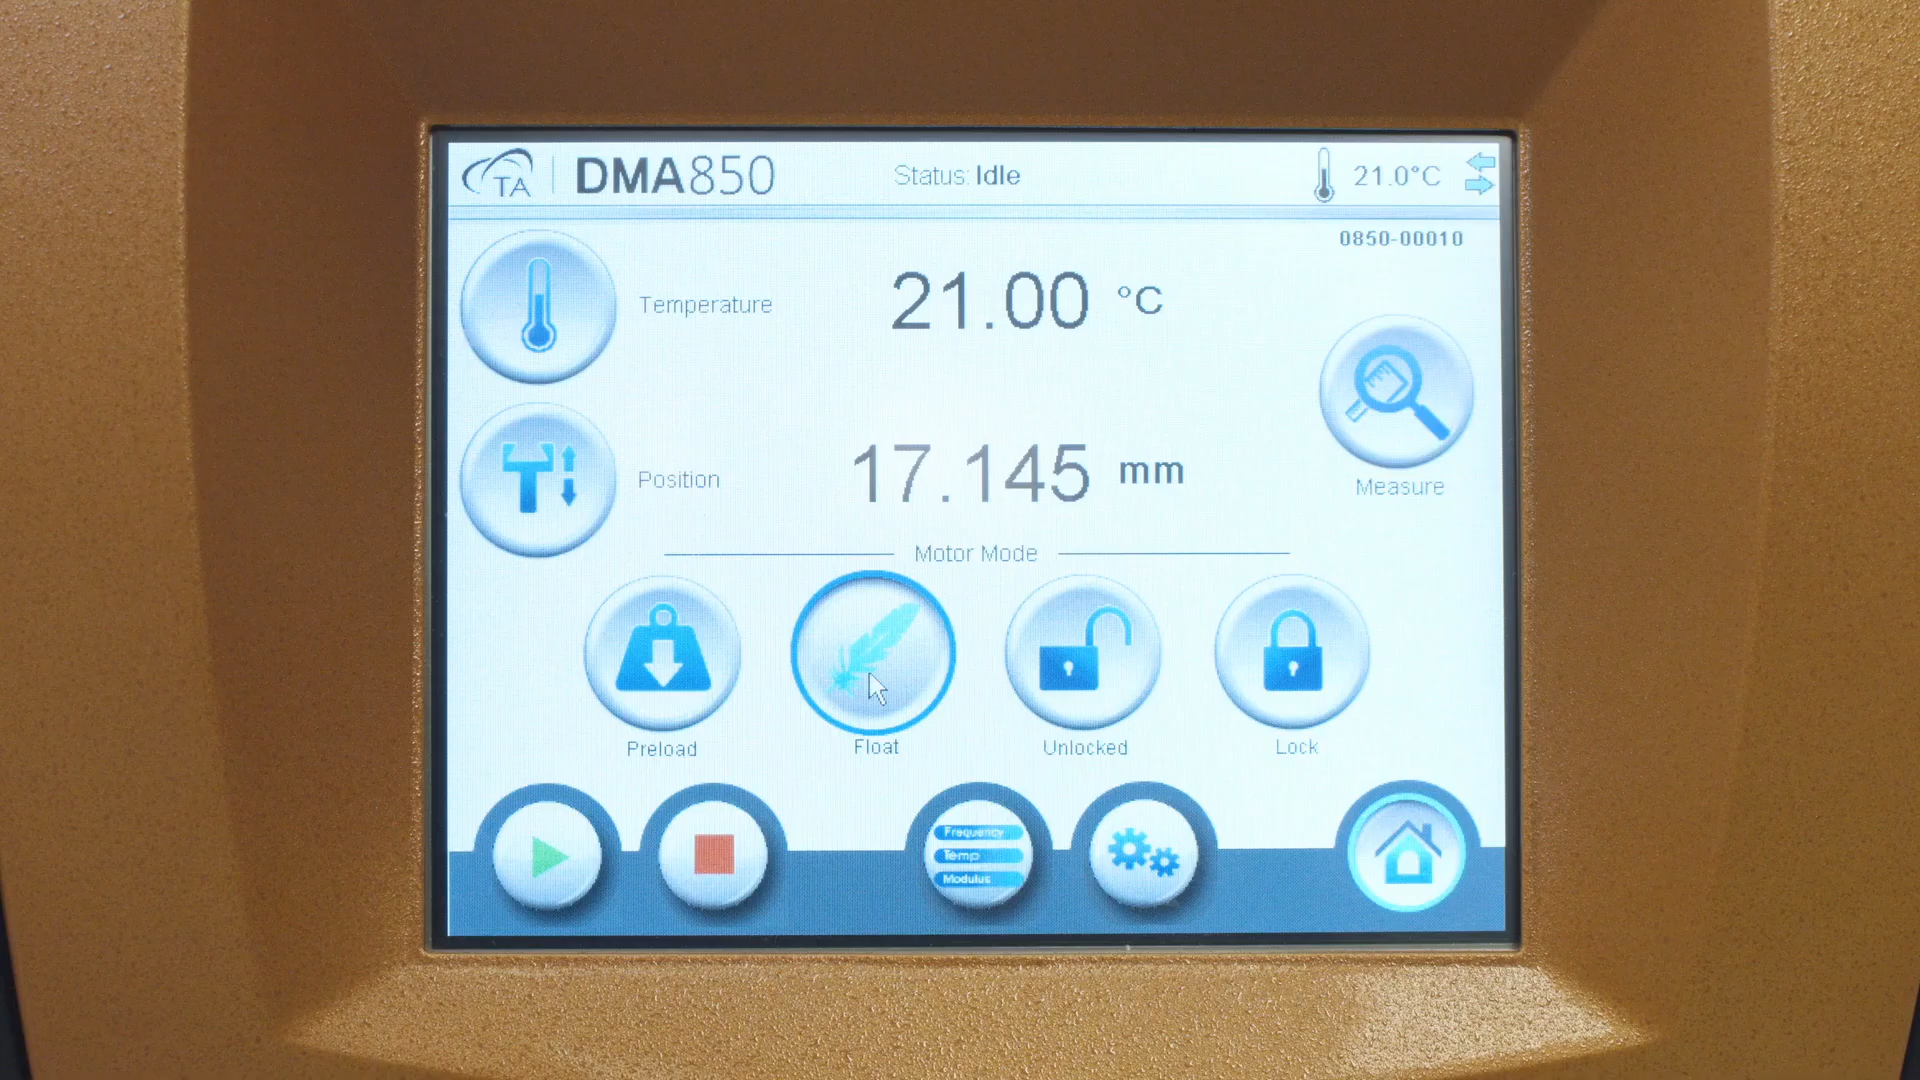 TA DMA850 Status: Idle 21.0°C
0850-00010
Temperature 21.00 °C
Position 17.145 mm
Measure
Motor Mode
Preload Float Unlocked Lock
Frequency
Temp
Modulus